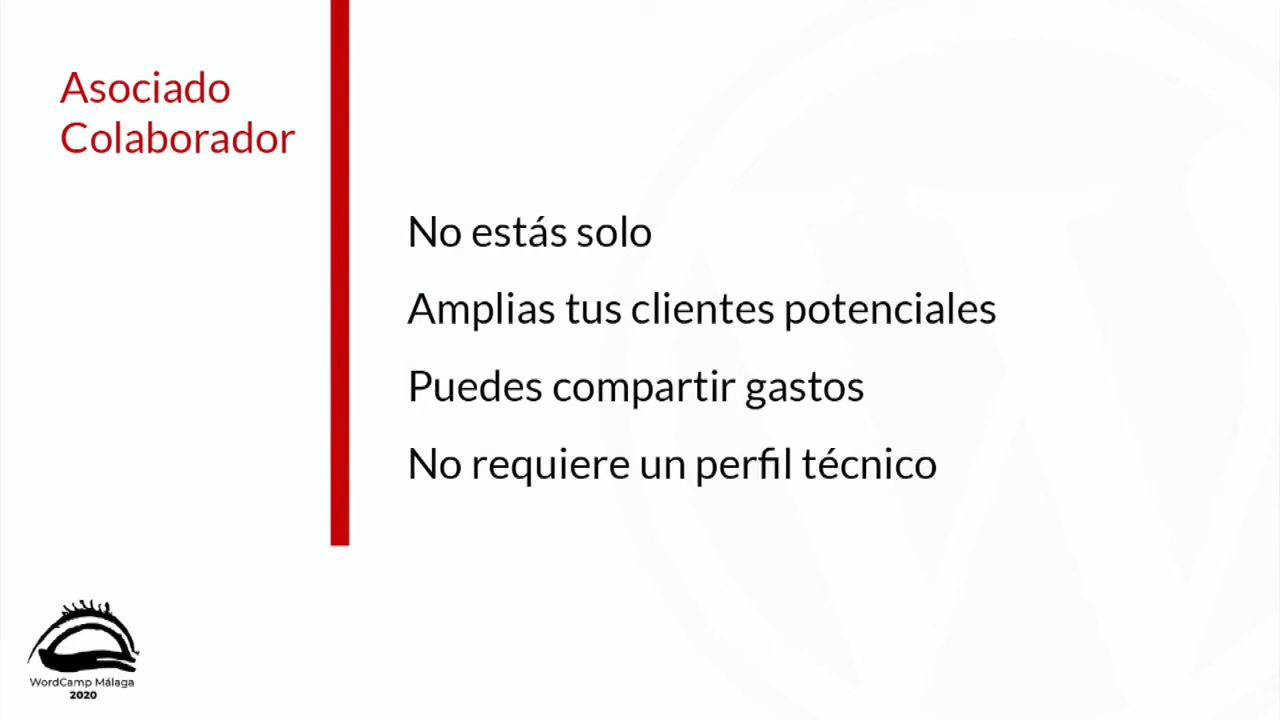 Asociado
Colaborador
No estás solo
Amplias tus clientes potenciales
Puedes compartir gastos
No requiere un perfil técnico
WordCamp Málaga
2020